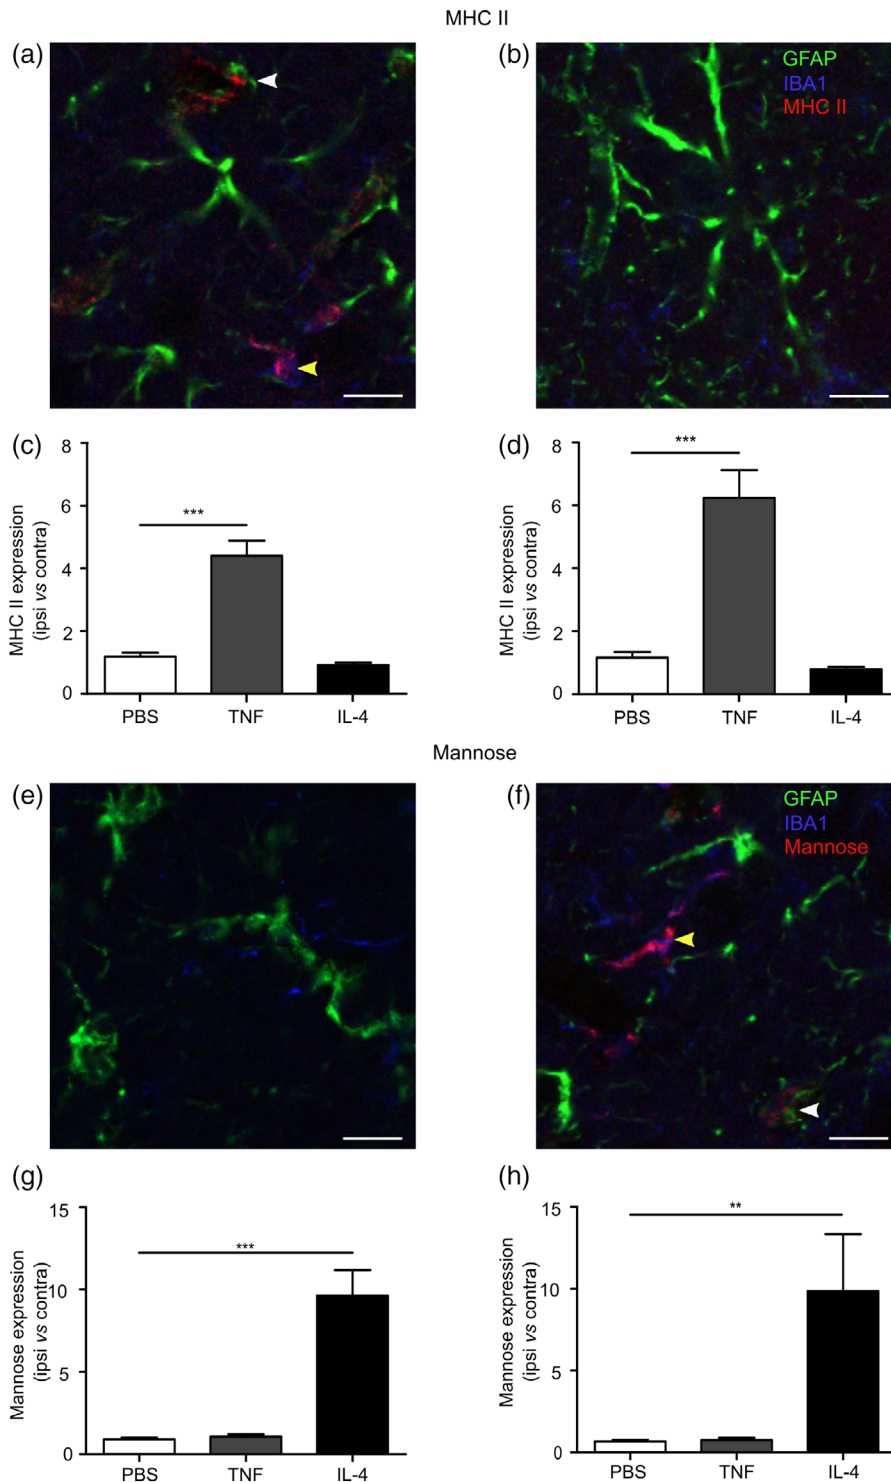 MHC II
(a)
(b)
GFAP
IBA1
MHC II
(c)
MHC II expression
(ipsi vs contra)
8
6
4
2
0
***
PBS
TNF
IL-4
(d)
MHC II expression
(ipsi vs contra)
8
6
4
2
0
***
PBS
TNF
IL-4
Mannose
(e)
(f)
GFAP
IBA1
Mannose
(g)
Mannose expression
(ipsi vs contra)
15
10
5
0
***
PBS
TNF
IL-4
(h)
Mannose expression
(ipsi vs contra)
15
10
5
0
**
PBS
TNF
IL-4